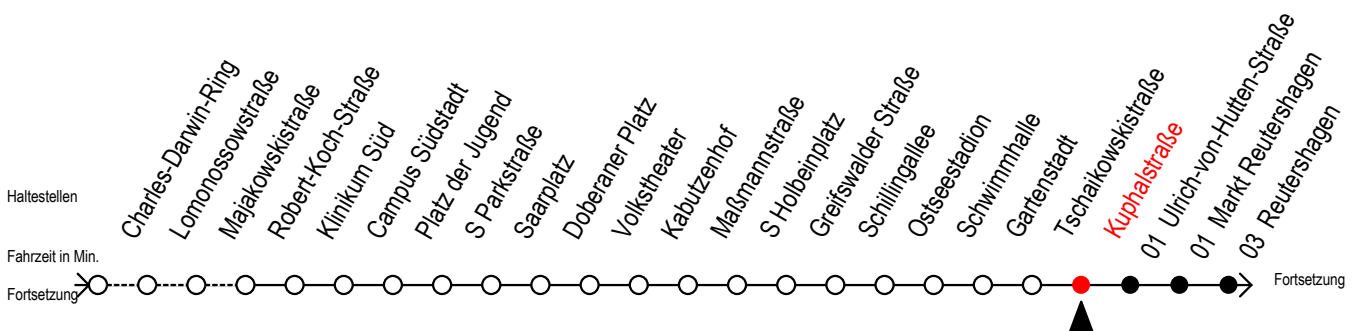 Haltestellen
Charles-Darwin-Ring
Lomonossowstraße
Majakowskistraße
Robert-Koch-Straße
Klinikum Süd
Campus Südstadt
Platz der Jugend
S Parkstraße
Saarplatz
Doberaner Platz
Volkstheater
Kabutzenhof
Maßmannstraße
S Holbeinplatz
Greifswalder Straße
Schillingallee
Ostseestadion
Schwimmhalle
Gartenstadt
Tschaikowskistraße
Kuphalstraße
01 Ulrich-von-Hutten-Straße
01 Markt Reutershagen
03 Reutershagen
Fahrzeit in Min.
Fortsetzung
Fortsetzung